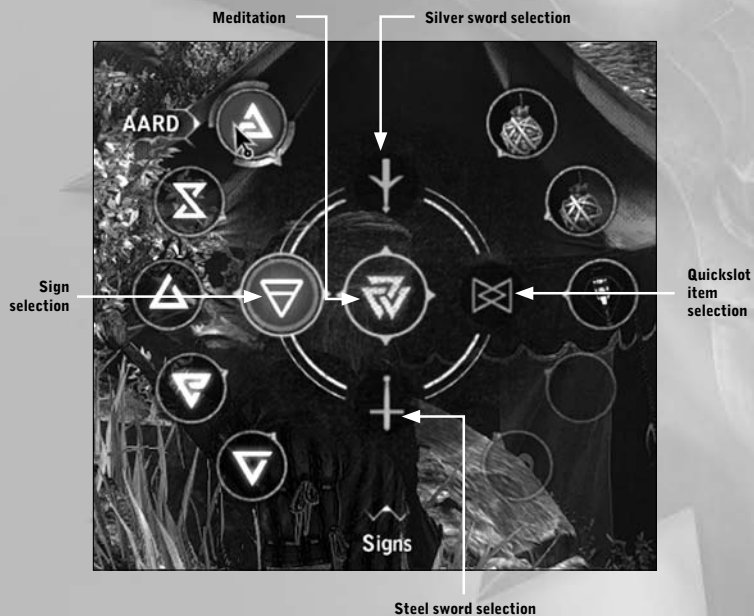 Meditation
Silver sword selection
AARD
Sign
selection
Quickslot
item
selection
Signs
Steel sword selection